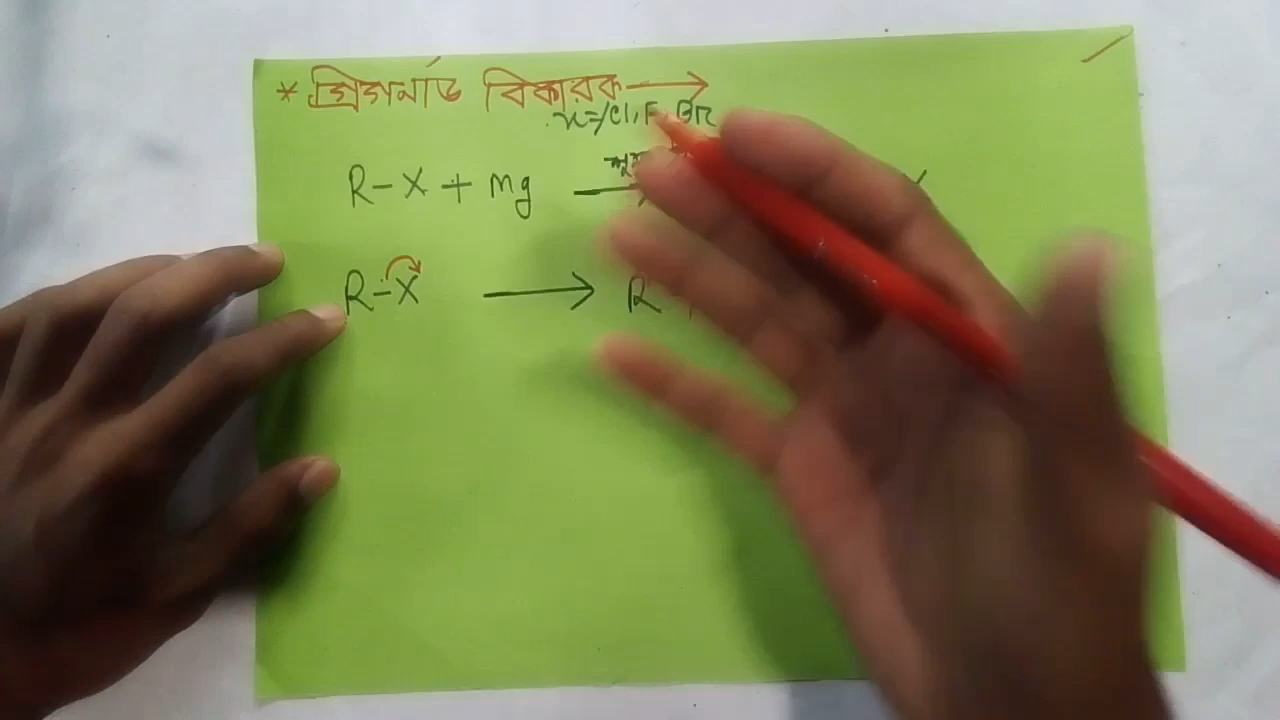 * গ্রিগনার্ড বিকারক →
x = Cl, F, Br
R-X + Mg →
R-X → R